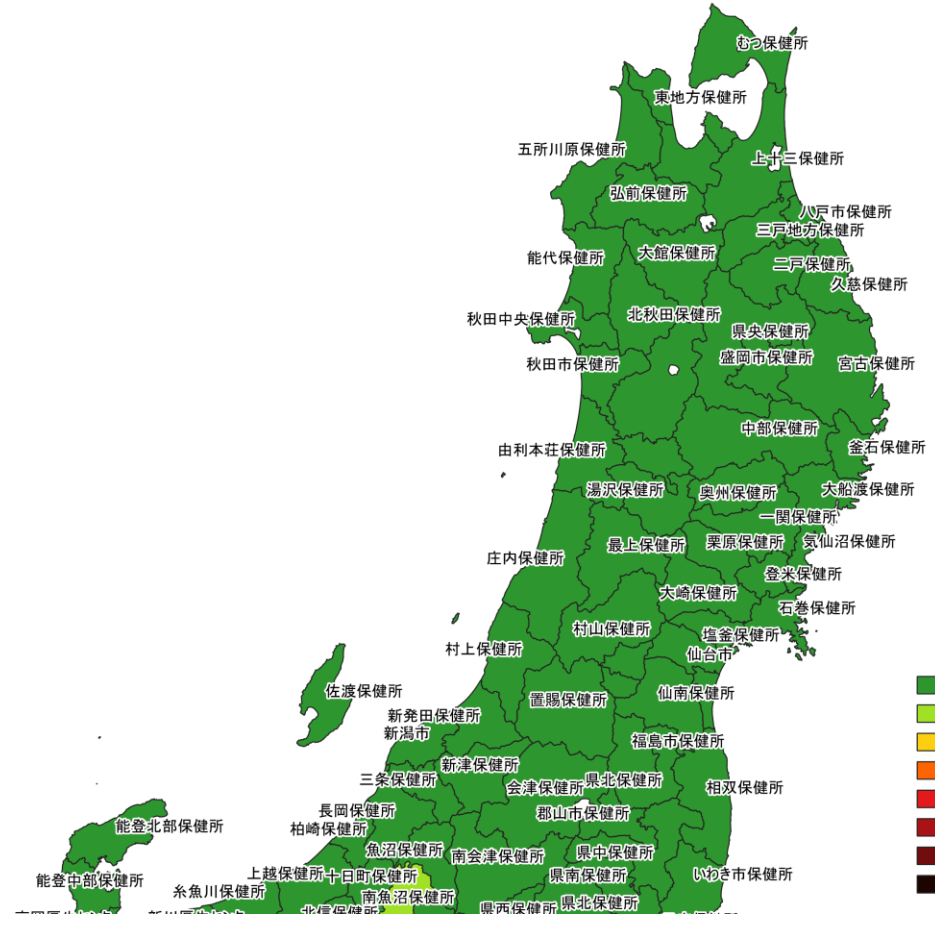 むつ保健所
東地方保健所
五所川原保健所
上十三保健所
弘前保健所
八戸市保健所
三戸地方保健所
大館保健所
能代保健所
二戸保健所
久慈保健所
北秋田保健所
秋田中央保健所
県央保健所
盛岡市保健所
秋田市保健所
宮古保健所
中部保健所
釜石保健所
由利本荘保健所
湯沢保健所
奥州保健所
大船渡保健所
一関保健所
気仙沼保健所
栗原保健所
最上保健所
庄内保健所
登米保健所
大崎保健所
石巻保健所
村山保健所
塩釜保健所
仙台市
村上保健所
佐渡保健所
仙南保健所
置賜保健所
新発田保健所
新潟市
福島市保健所
新津保健所
三条保健所
県北保健所
会津保健所
相双保健所
長岡保健所
郡山市保健所
能登北部保健所
柏崎保健所
魚沼保健所
南会津保健所
県中保健所
上越保健所
十日町保健所
県南保健所
いわき市保健所
能登中部保健所
糸魚川保健所
南魚沼保健所
県北保健所
県西保健所
北信保健所